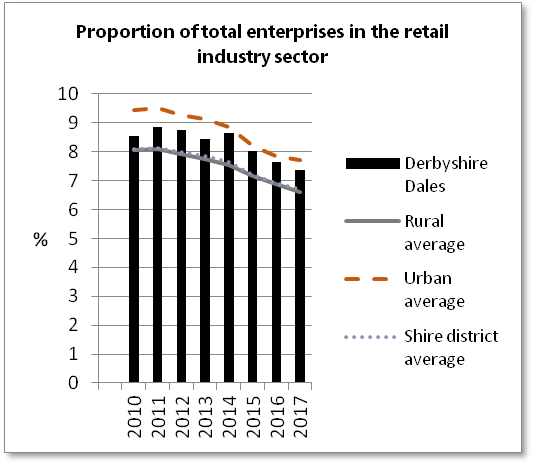 Proportion of total enterprises in the retail
industry sector
10
9
8
7
6
5
4
3
2
1
0
%
2010
2011
2012
2013
2014
2015
2016
2017
Derbyshire
Dales
Rural
average
Urban
average
Shire district
average